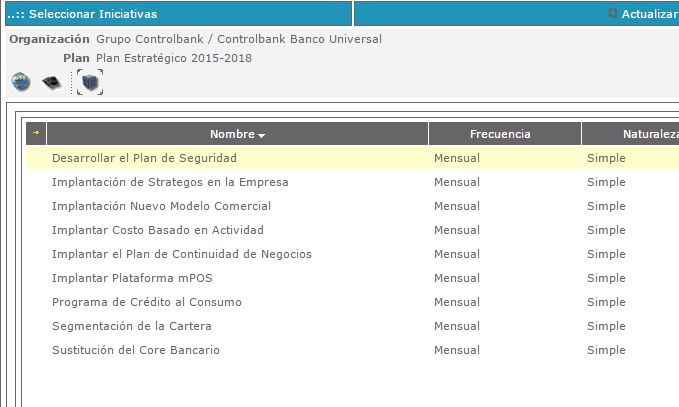 ..:: Seleccionar Iniciativas Actualizar
Organización Grupo Controlbank / Controlbank Banco Universal
Plan Plan Estratégico 2015-2018
Nombre Frecuencia Naturaleza
Desarrollar el Plan de Seguridad Mensual Simple
Implantación de Strategos en la Empresa Mensual Simple
Implantación Nuevo Modelo Comercial Mensual Simple
Implantar Costo Basado en Actividad Mensual Simple
Implantar el Plan de Continuidad de Negocios Mensual Simple
Implantar Plataforma mPOS Mensual Simple
Programa de Crédito al Consumo Mensual Simple
Segmentación de la Cartera Mensual Simple
Sustitución del Core Bancario Mensual Simple